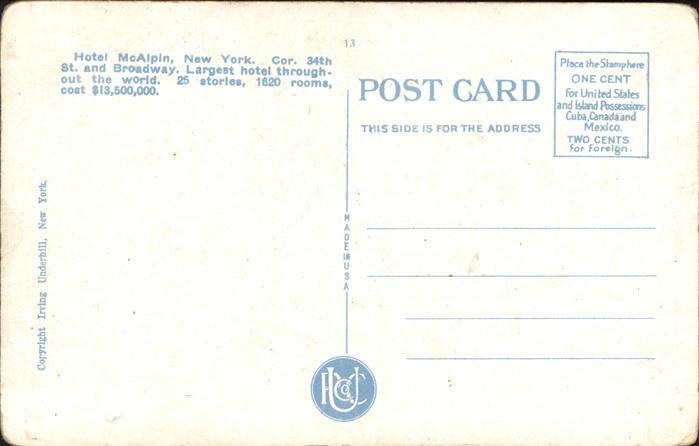 13
Hotel McAlpin, New York. Cor. 34th
St. and Broadway. Largest hotel through-
out the world. 25 stories, 1620 rooms,
cost $13,500,000.
POST CARD
THIS SIDE IS FOR THE ADDRESS
Place the Stamp here
ONE CENT
For United States
and Island Possessions
Cuba, Canada and
Mexico.
TWO CENTS
for Foreign.
Copyright Irving Underhill, New York.
MADE IN USA